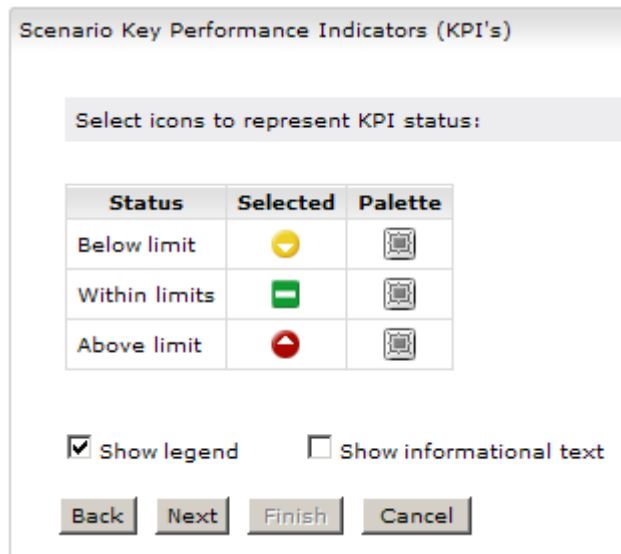 Scenario Key Performance Indicators (KPI's)
Select icons to represent KPI status:
Status Selected Palette
Below limit
Within limits
Above limit
Show legend Show informational text
Back Next Finish Cancel